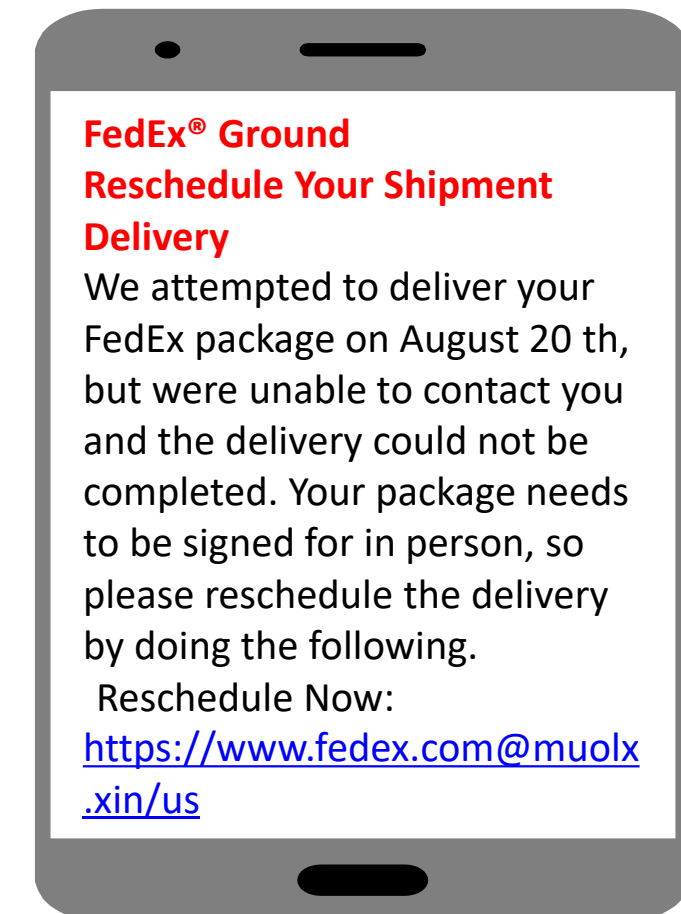 FedEx® Ground
Reschedule Your Shipment
Delivery
We attempted to deliver your
FedEx package on August 20 th,
but were unable to contact you
and the delivery could not be
completed. Your package needs
to be signed for in person, so
please reschedule the delivery
by doing the following.
Reschedule Now:
https://www.fedex.com@muolx
.xin/us